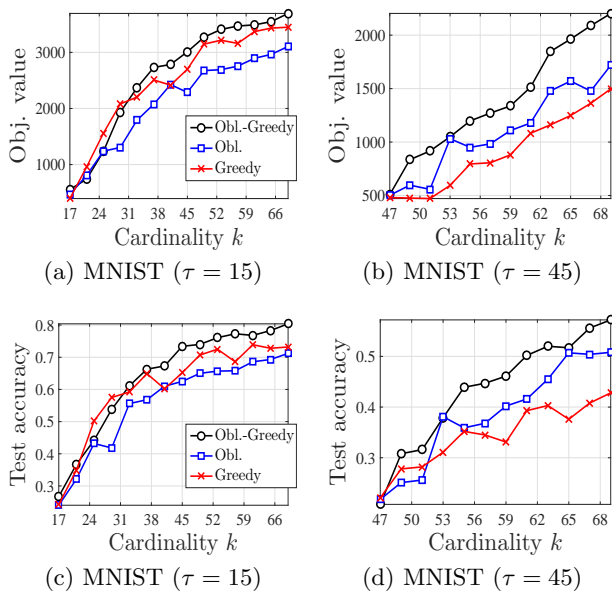 Obj. value
3000
2000
1000
17 24 31 38 45 52 59 66
Cardinality k
Obl.-Greedy
Obl.
Greedy
(a) MNIST (τ = 15)
Obj. value
2000
1500
1000
500
47 50 53 56 59 62 65 68
Cardinality k
(b) MNIST (τ = 45)
Test accuracy
0.8
0.7
0.6
0.5
0.4
0.3
17 24 31 38 45 52 59 66
Cardinality k
Obl.-Greedy
Obl.
Greedy
(c) MNIST (τ = 15)
Test accuracy
0.5
0.4
0.3
47 50 53 56 59 62 65 68
Cardinality k
(d) MNIST (τ = 45)